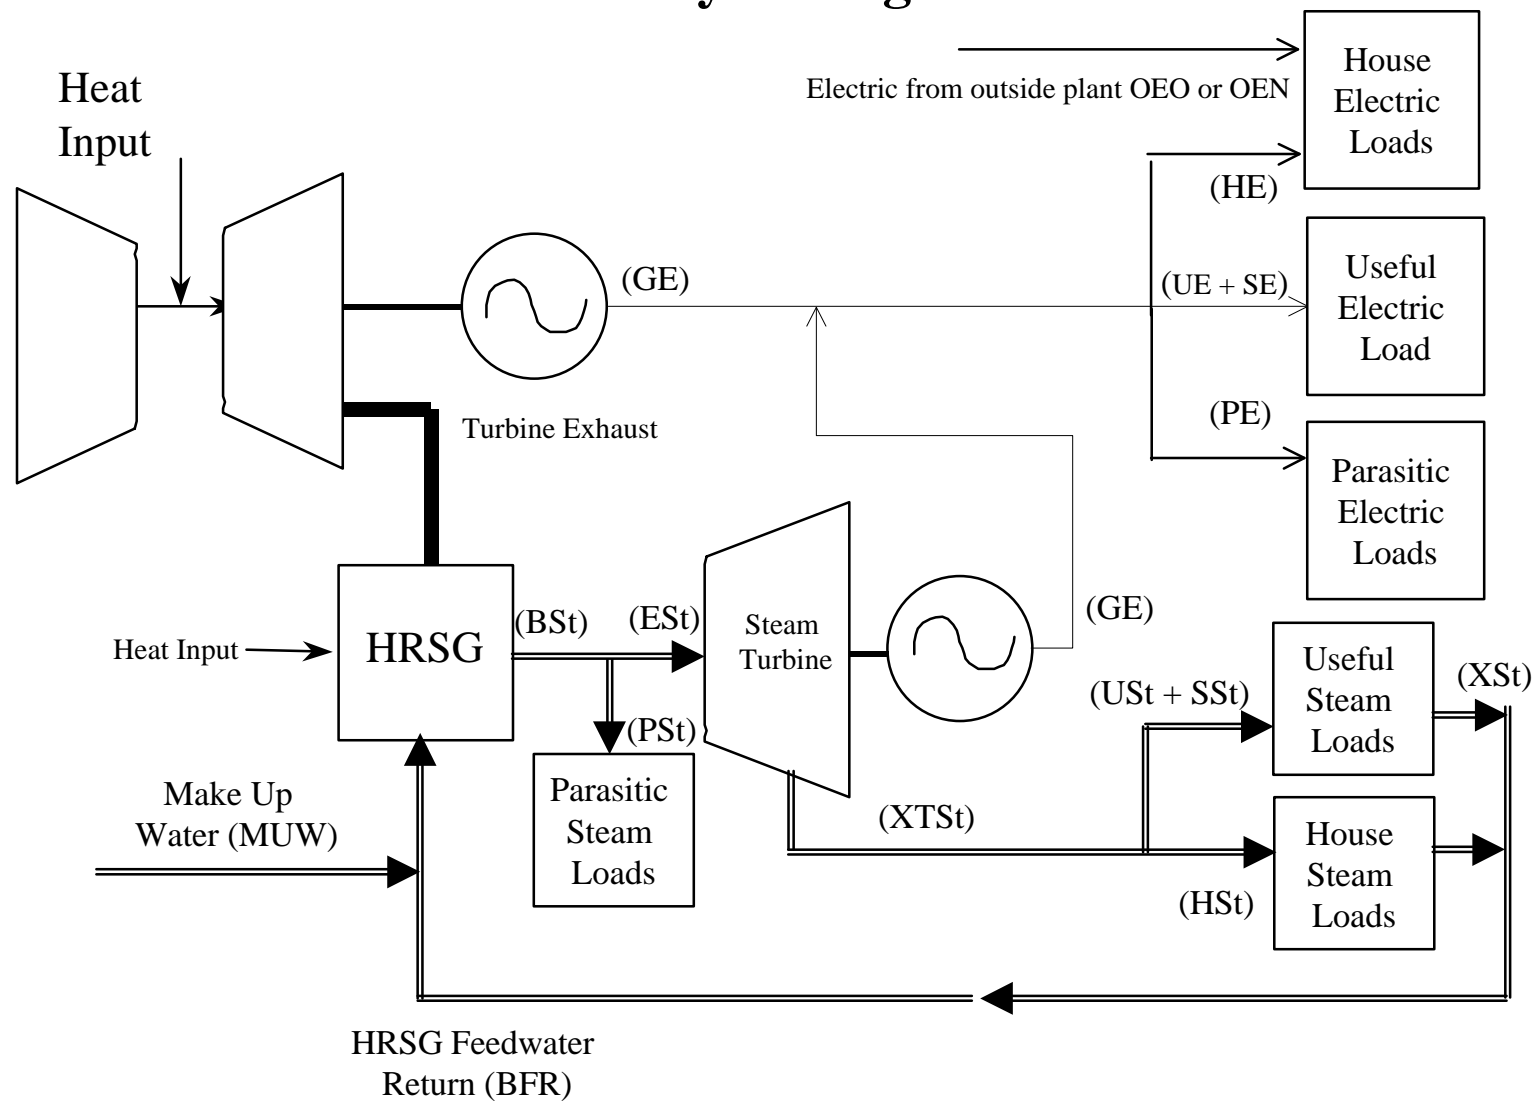 Heat
Input
Electric from outside plant OEO or OEN
House
Electric
Loads
(HE)
(GE)
(UE + SE)
Useful
Electric
Load
(PE)
Turbine Exhaust
Parasitic
Electric
Loads
Heat Input
HRSG
(BSt)
(ESt)
Steam
Turbine
(GE)
(USt + SSt)
Useful
Steam
Loads
(XSt)
(PSt)
Parasitic
Steam
Loads
Make Up
Water (MUW)
(XTSt)
(HSt)
House
Steam
Loads
HRSG Feedwater
Return (BFR)